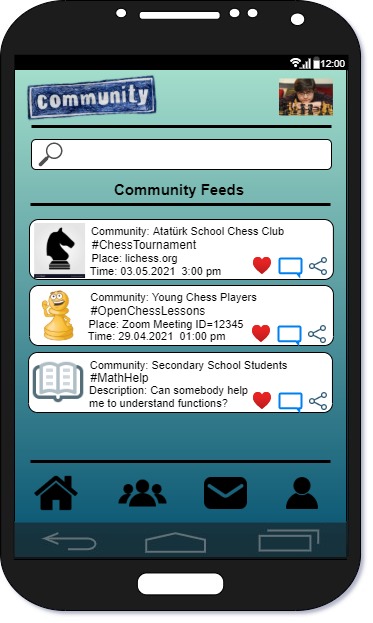 12:00
community
Community Feeds
Community: Atatürk School Chess Club
#ChessTournament
Place: lichess.org
Time: 03.05.2021 3:00 pm
Community: Young Chess Players
#OpenChessLessons
Place: Zoom Meeting ID=12345
Time: 29.04.2021 01:00 pm
Community: Secondary School Students
#MathHelp
Description: Can somebody help
me to understand functions?